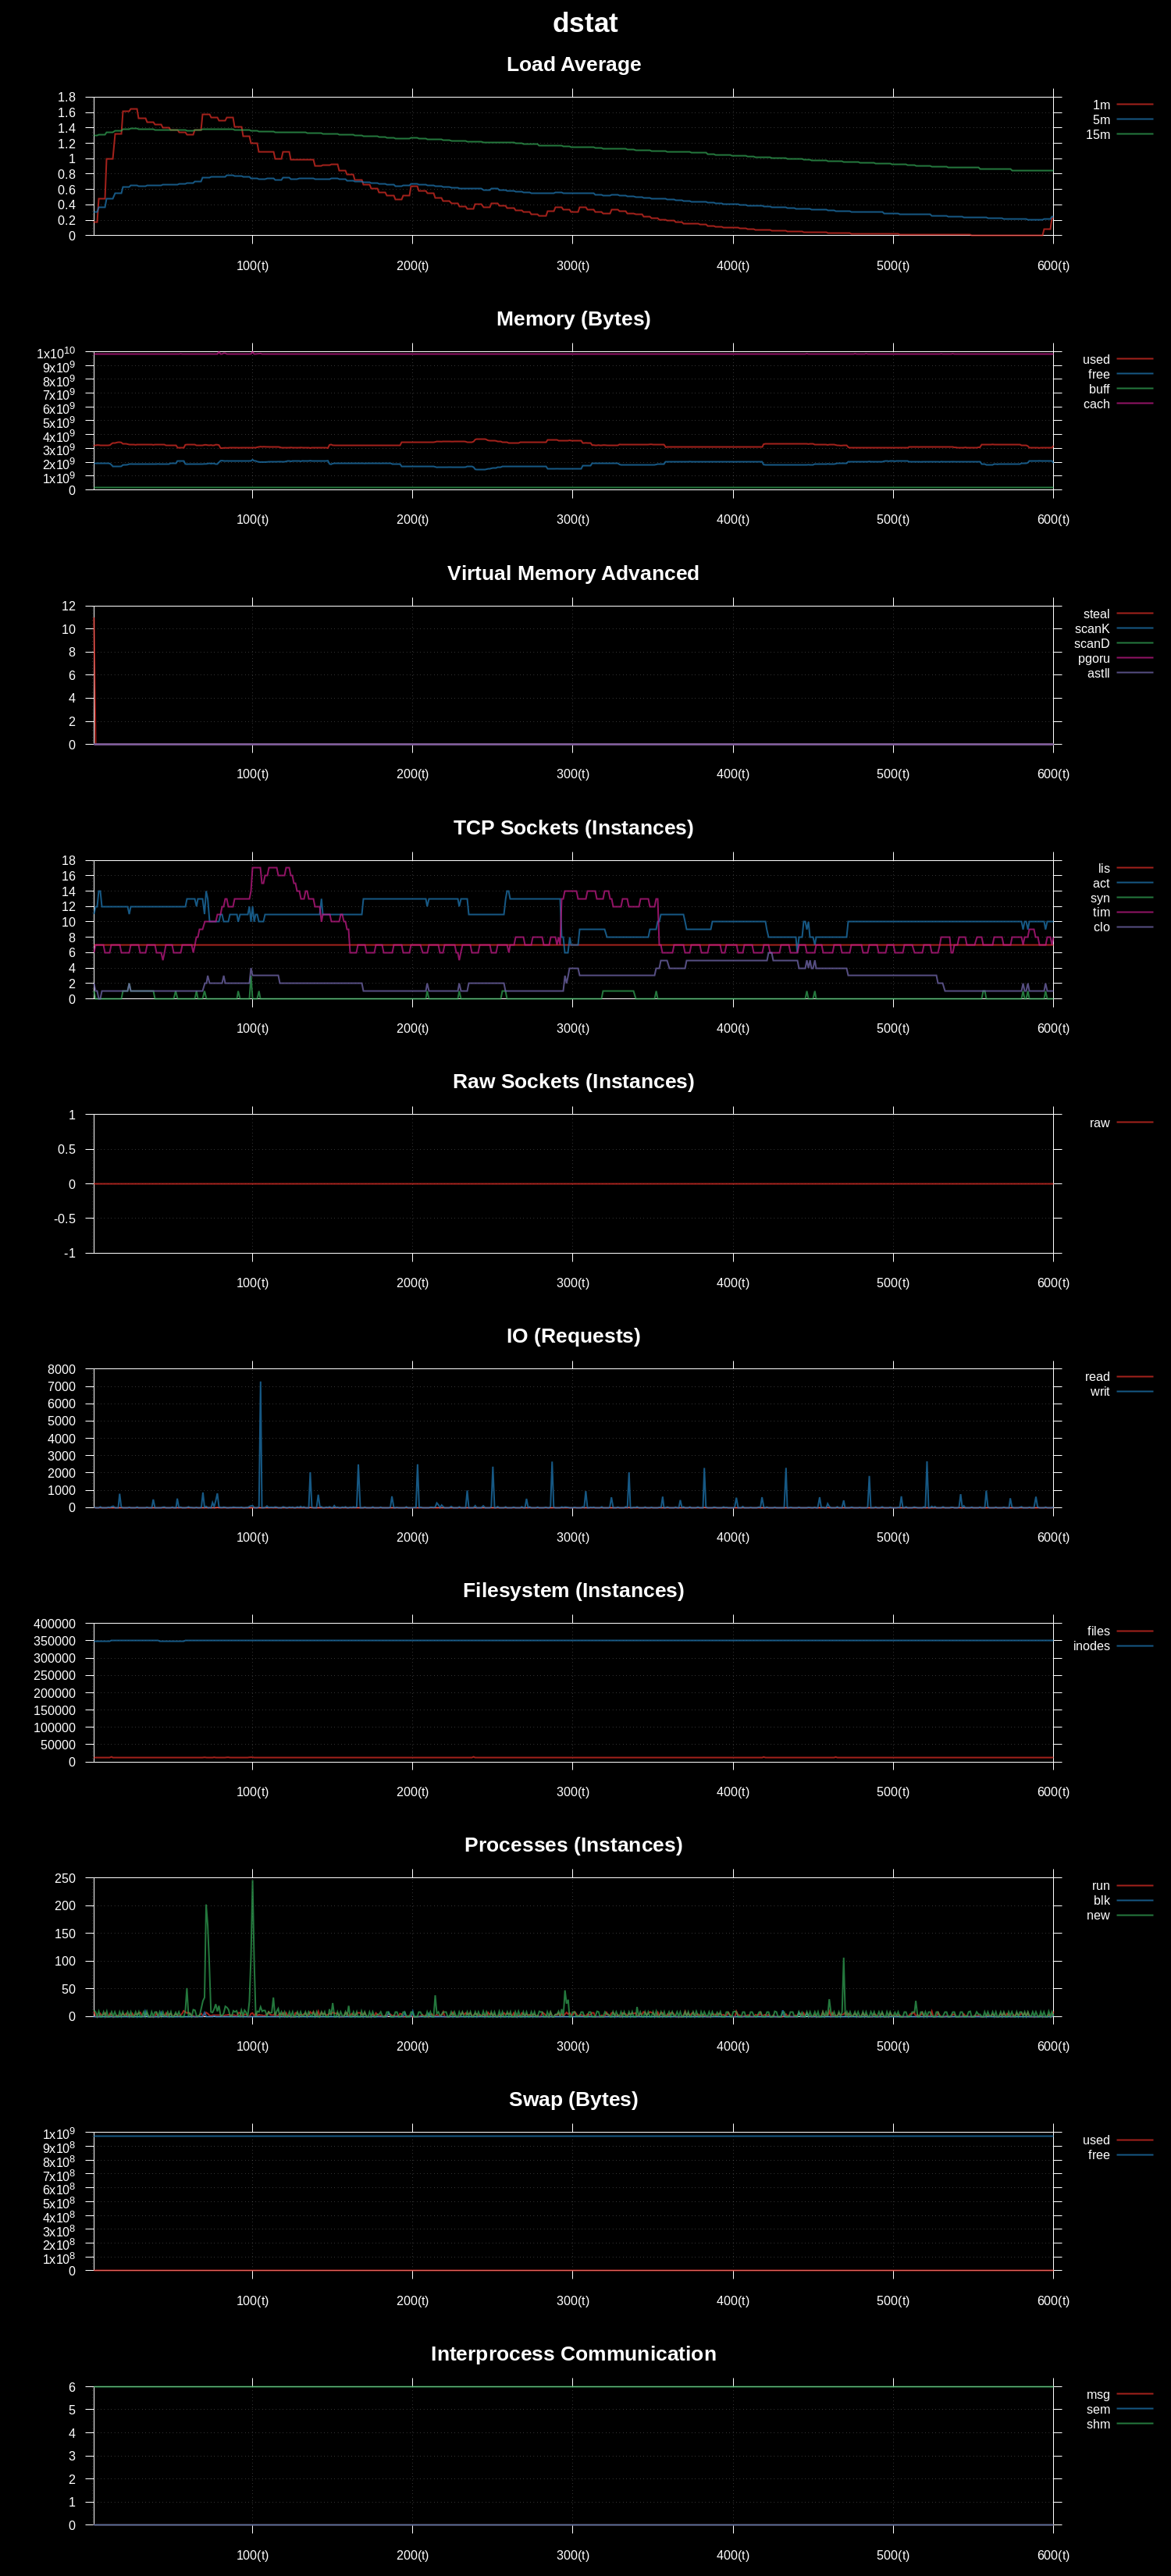 dstat
Load Average
1.8
1.6
1.4
1.2
1
0.8
0.6
0.4
0.2
0
100(t) 200(t) 300(t) 400(t) 500(t) 600(t)
1m
5m
15m
Memory (Bytes)
1x10^10
9x10^9
8x10^9
7x10^9
6x10^9
5x10^9
4x10^9
3x10^9
2x10^9
1x10^9
0
100(t) 200(t) 300(t) 400(t) 500(t) 600(t)
used
free
buff
cach
Virtual Memory Advanced
12
10
8
6
4
2
0
100(t) 200(t) 300(t) 400(t) 500(t) 600(t)
steal
scanK
scanD
pgoru
astll
TCP Sockets (Instances)
18
16
14
12
10
8
6
4
2
0
100(t) 200(t) 300(t) 400(t) 500(t) 600(t)
lis
act
syn
tim
clo
Raw Sockets (Instances)
1
0.5
0
-0.5
-1
100(t) 200(t) 300(t) 400(t) 500(t) 600(t)
raw
IO (Requests)
8000
7000
6000
5000
4000
3000
2000
1000
0
100(t) 200(t) 300(t) 400(t) 500(t) 600(t)
read
writ
Filesystem (Instances)
400000
350000
300000
250000
200000
150000
100000
50000
0
100(t) 200(t) 300(t) 400(t) 500(t) 600(t)
files
inodes
Processes (Instances)
250
200
150
100
50
0
100(t) 200(t) 300(t) 400(t) 500(t) 600(t)
run
blk
new
Swap (Bytes)
1x10^9
9x10^8
8x10^8
7x10^8
6x10^8
5x10^8
4x10^8
3x10^8
2x10^8
1x10^8
0
100(t) 200(t) 300(t) 400(t) 500(t) 600(t)
used
free
Interprocess Communication
6
5
4
3
2
1
0
100(t) 200(t) 300(t) 400(t) 500(t) 600(t)
msg
sem
shm